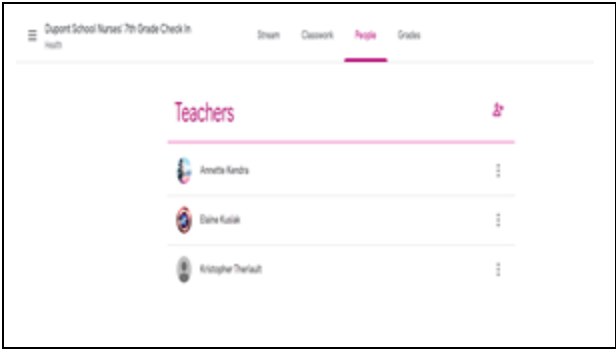 Dupont School Nurses' 7th Grade Check In
Health
Stream Classwork People Grades
Teachers
Annette Kendra
Elaine Kusiak
Kristopher Theriault